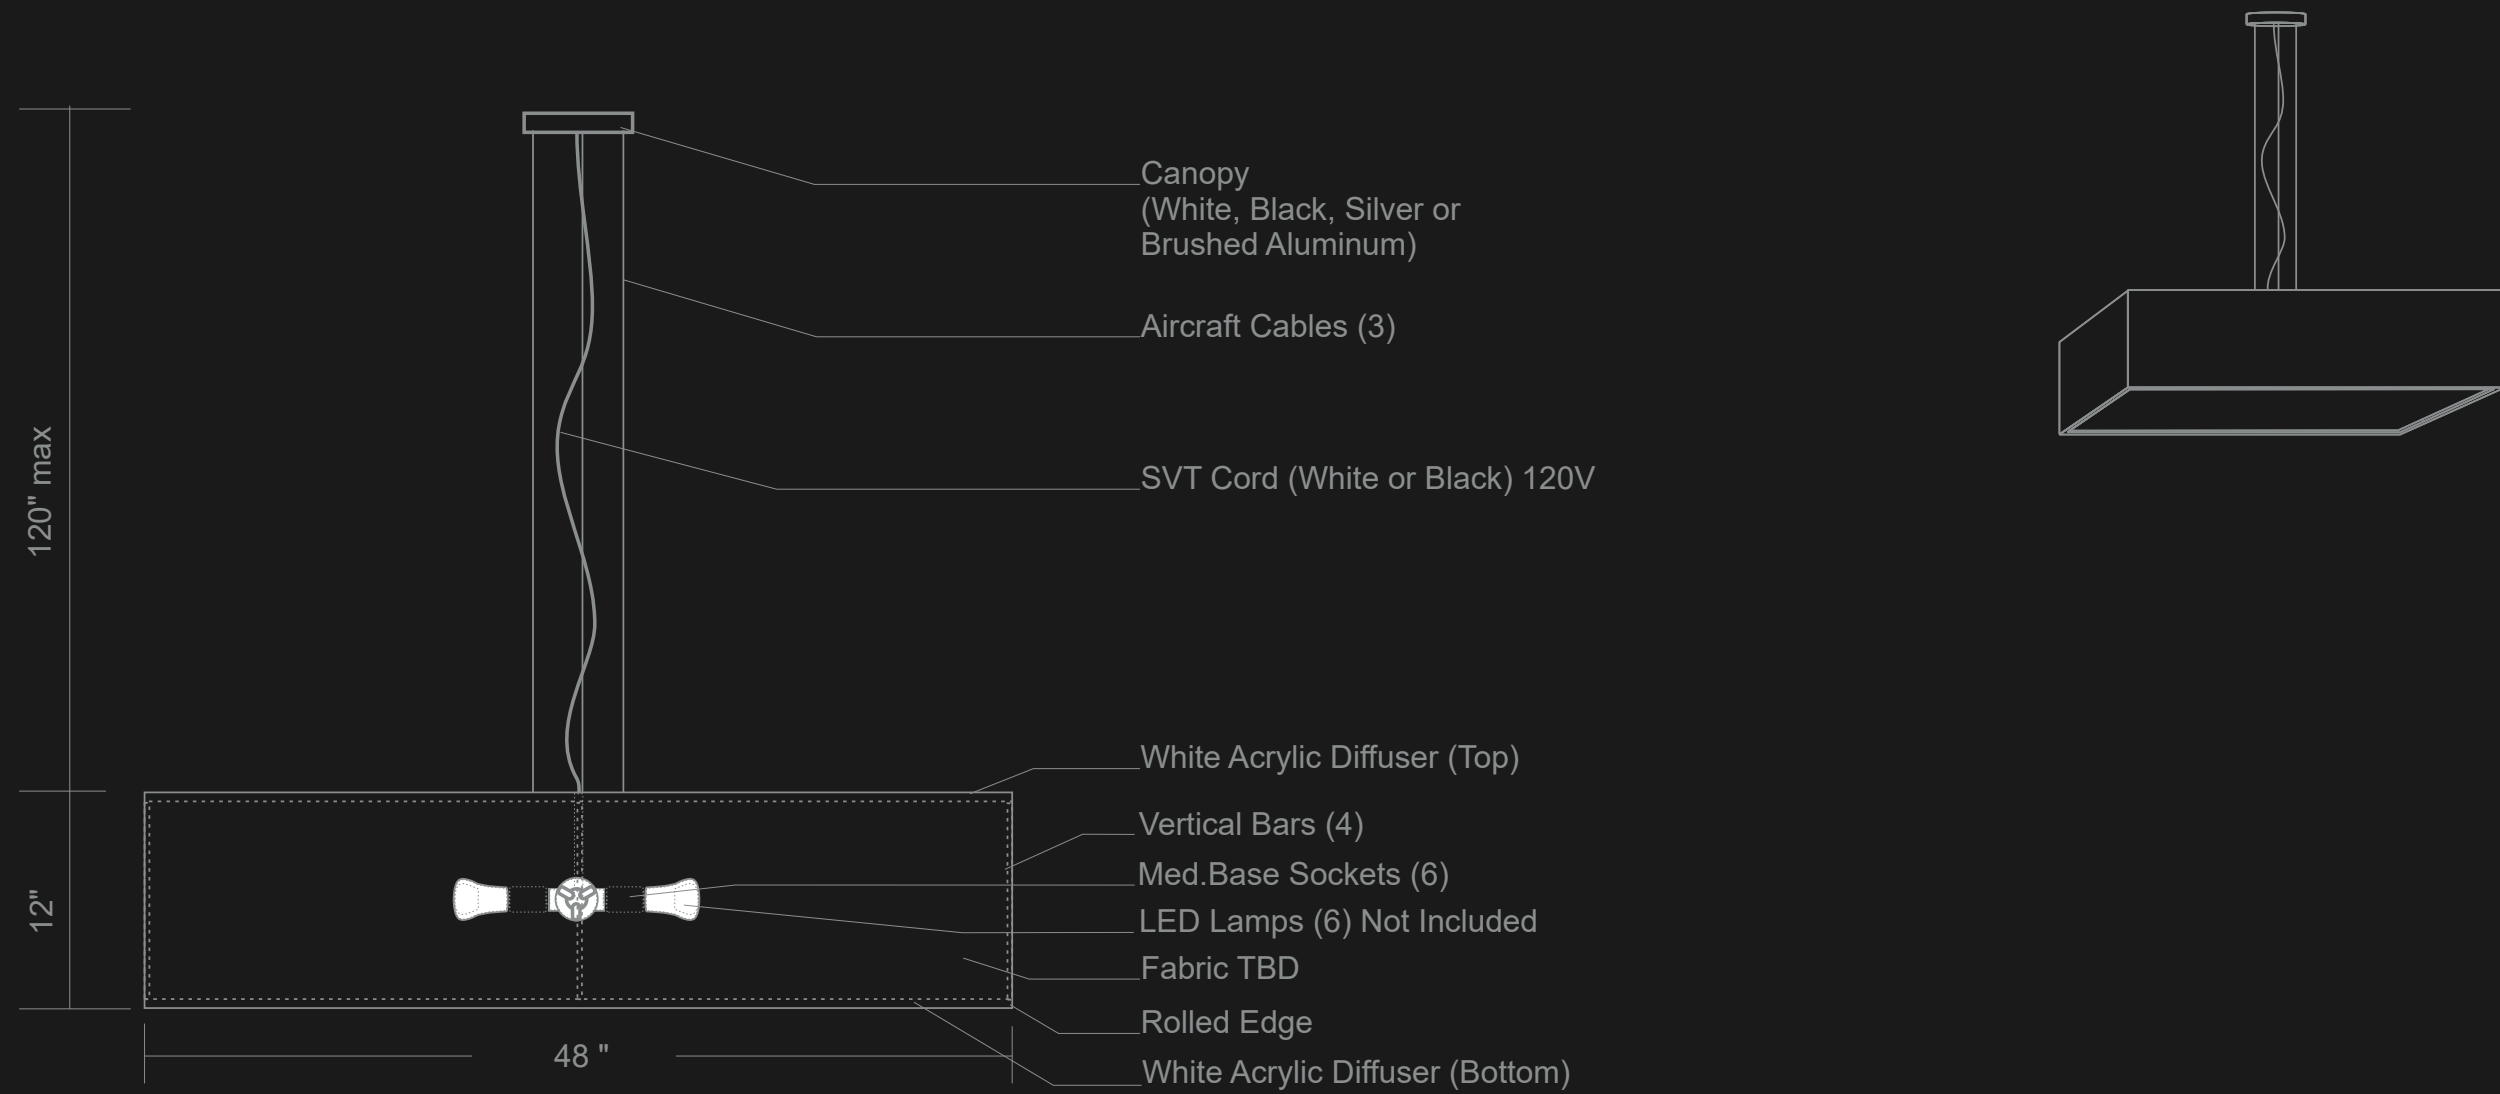 Canopy
(White, Black, Silver or
Brushed Aluminum)
Aircraft Cables (3)
120" max
SVT Cord (White or Black) 120V
White Acrylic Diffuser (Top)
Vertical Bars (4)
Med.Base Sockets (6)
12"
LED Lamps (6) Not Included
Fabric TBD
Rolled Edge
48 "
White Acrylic Diffuser (Bottom)